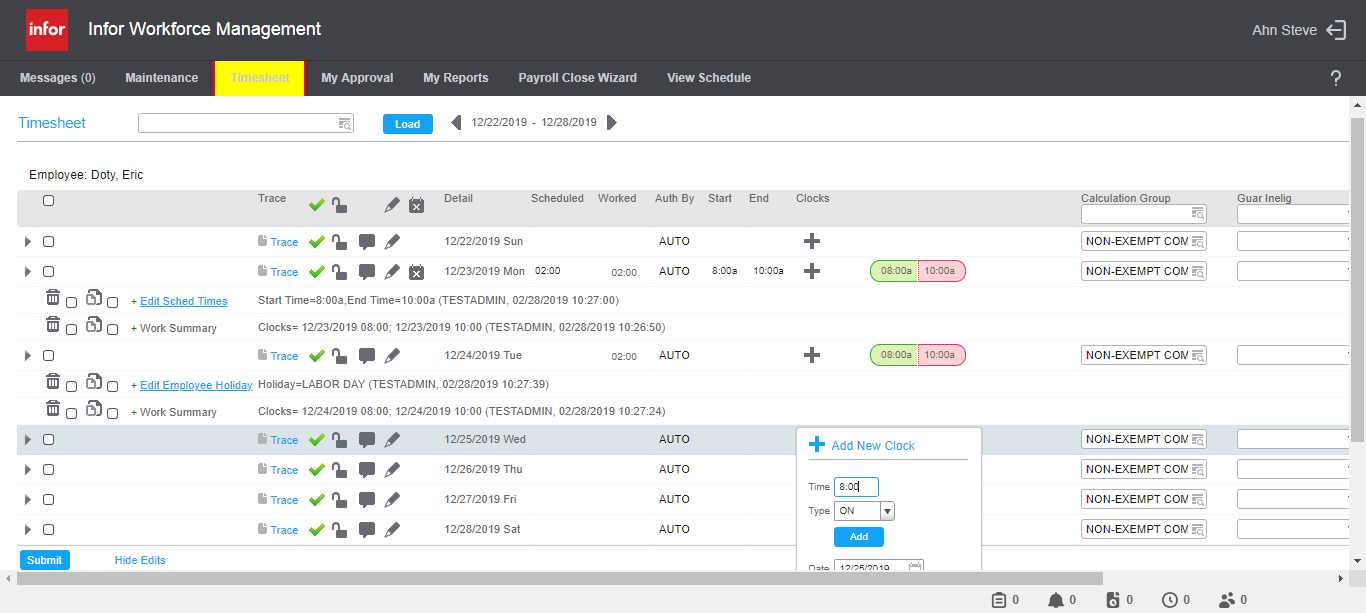 infor Infor Workforce Management Ahn Steve
Messages (0) Maintenance Timesheet My Approval My Reports Payroll Close Wizard View Schedule ?
Timesheet Load 12/22/2019 - 12/28/2019
Employee: Doty, Eric
Trace Detail Scheduled Worked Auth By Start End Clocks Calculation Group Guar Inelig
Trace 12/22/2019 Sun AUTO NON-EXEMPT COM
Trace 12/23/2019 Mon 02:00 02:00 AUTO 8:00a 10:00a 08:00a 10:00a NON-EXEMPT COM
+ Edit Sched Times Start Time=8:00a,End Time=10:00a (TESTADMIN, 02/28/2019 10:27:00)
+ Work Summary Clocks= 12/23/2019 08:00; 12/23/2019 10:00 (TESTADMIN, 02/28/2019 10:26:50)
Trace 12/24/2019 Tue 02:00 AUTO 08:00a 10:00a NON-EXEMPT COM
+ Edit Employee Holiday Holiday=LABOR DAY (TESTADMIN, 02/28/2019 10:27:39)
+ Work Summary Clocks= 12/24/2019 08:00; 12/24/2019 10:00 (TESTADMIN, 02/28/2019 10:27:24)
Trace 12/25/2019 Wed AUTO NON-EXEMPT COM
Trace 12/26/2019 Thu AUTO NON-EXEMPT COM
Trace 12/27/2019 Fri AUTO NON-EXEMPT COM
Trace 12/28/2019 Sat AUTO NON-EXEMPT COM
Add New Clock
Time 8:00
Type ON
Add
Date 12/25/2019
Submit Hide Edits
0 0 0 0 0